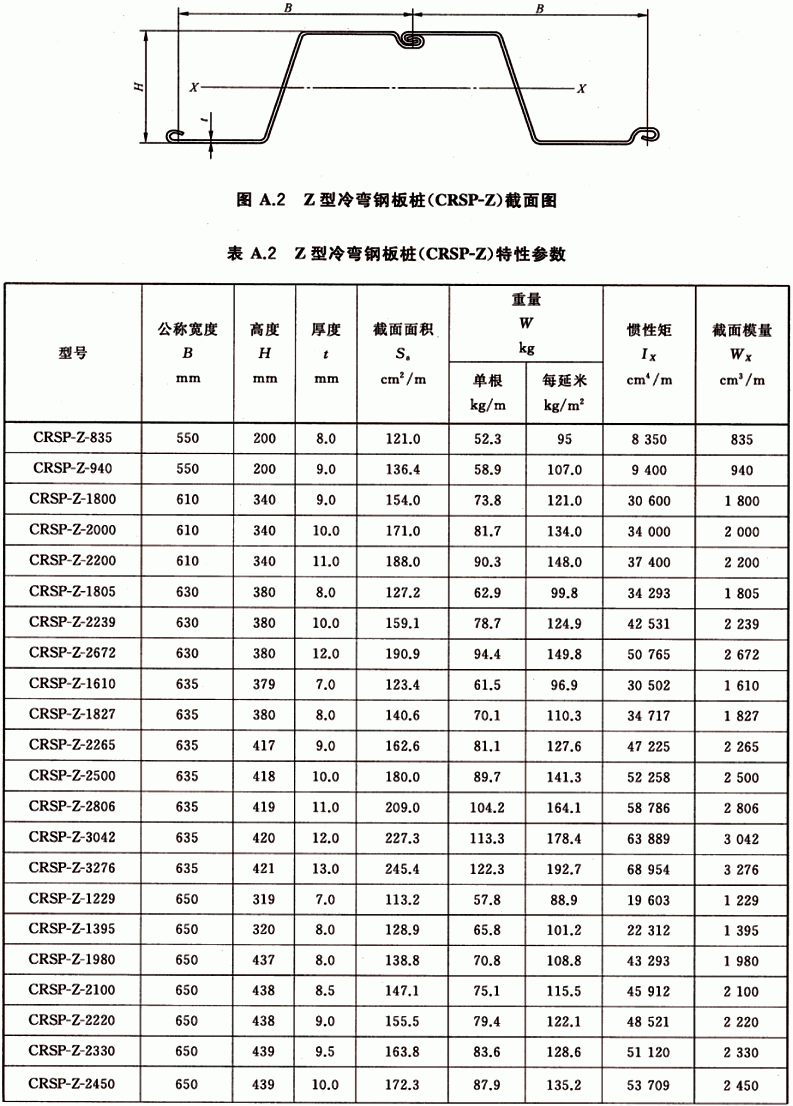 B
B
H
X
X
t
图 A.2 Z 型冷弯钢板桩(CRSP-Z)截面图
表 A.2 Z 型冷弯钢板桩(CRSP-Z)特性参数
型号 公称宽度 B mm 高度 H mm 厚度 t mm 截面面积 Sa cm²/m 重量 W kg 惯性矩 IX cm⁴/m 截面模量 WX cm³/m
单根 kg/m 每延米 kg/m²
CRSP-Z-835 550 200 8.0 121.0 52.3 95 8 350 835
CRSP-Z-940 550 200 9.0 136.4 58.9 107.0 9 400 940
CRSP-Z-1800 610 340 9.0 154.0 73.8 121.0 30 600 1 800
CRSP-Z-2000 610 340 10.0 171.0 81.7 134.0 34 000 2 000
CRSP-Z-2200 610 340 11.0 188.0 90.3 148.0 37 400 2 200
CRSP-Z-1805 630 380 8.0 127.2 62.9 99.8 34 293 1 805
CRSP-Z-2239 630 380 10.0 159.1 78.7 124.9 42 531 2 239
CRSP-Z-2672 630 380 12.0 190.9 94.4 149.8 50 765 2 672
CRSP-Z-1610 635 379 7.0 123.4 61.5 96.9 30 502 1 610
CRSP-Z-1827 635 380 8.0 140.6 70.1 110.3 34 717 1 827
CRSP-Z-2265 635 417 9.0 162.6 81.1 127.6 47 225 2 265
CRSP-Z-2500 635 418 10.0 180.0 89.7 141.3 52 258 2 500
CRSP-Z-2806 635 419 11.0 209.0 104.2 164.1 58 786 2 806
CRSP-Z-3042 635 420 12.0 227.3 113.3 178.4 63 889 3 042
CRSP-Z-3276 635 421 13.0 245.4 122.3 192.7 68 954 3 276
CRSP-Z-1229 650 319 7.0 113.2 57.8 88.9 19 603 1 229
CRSP-Z-1395 650 320 8.0 128.9 65.8 101.2 22 312 1 395
CRSP-Z-1980 650 437 8.0 138.8 70.8 108.8 43 293 1 980
CRSP-Z-2100 650 438 8.5 147.1 75.1 115.5 45 912 2 100
CRSP-Z-2220 650 438 9.0 155.5 79.4 122.1 48 521 2 220
CRSP-Z-2330 650 439 9.5 163.8 83.6 128.6 51 120 2 330
CRSP-Z-2450 650 439 10.0 172.3 87.9 135.2 53 709 2 450